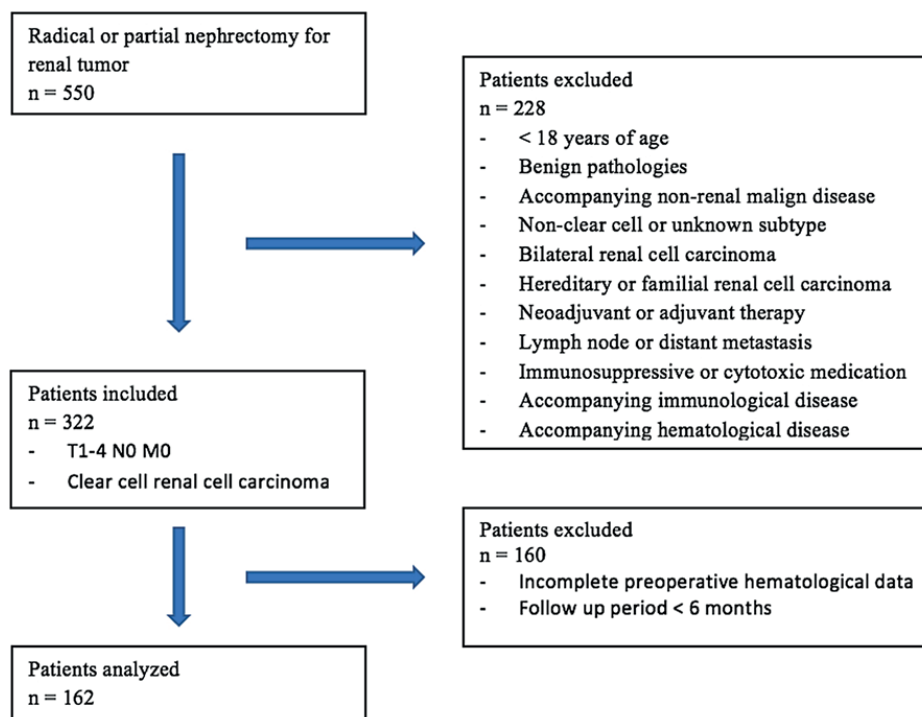 Radical or partial nephrectomy for
renal tumor
n = 550
Patients excluded
n = 228
- < 18 years of age
- Benign pathologies
- Accompanying non-renal malign disease
- Non-clear cell or unknown subtype
- Bilateral renal cell carcinoma
- Hereditary or familial renal cell carcinoma
- Neoadjuvant or adjuvant therapy
- Lymph node or distant metastasis
- Immunosuppressive or cytotoxic medication
- Accompanying immunological disease
- Accompanying hematological disease
Patients included
n = 322
- T1-4 N0 M0
- Clear cell renal cell carcinoma
Patients excluded
n = 160
- Incomplete preoperative hematological data
- Follow up period < 6 months
Patients analyzed
n = 162